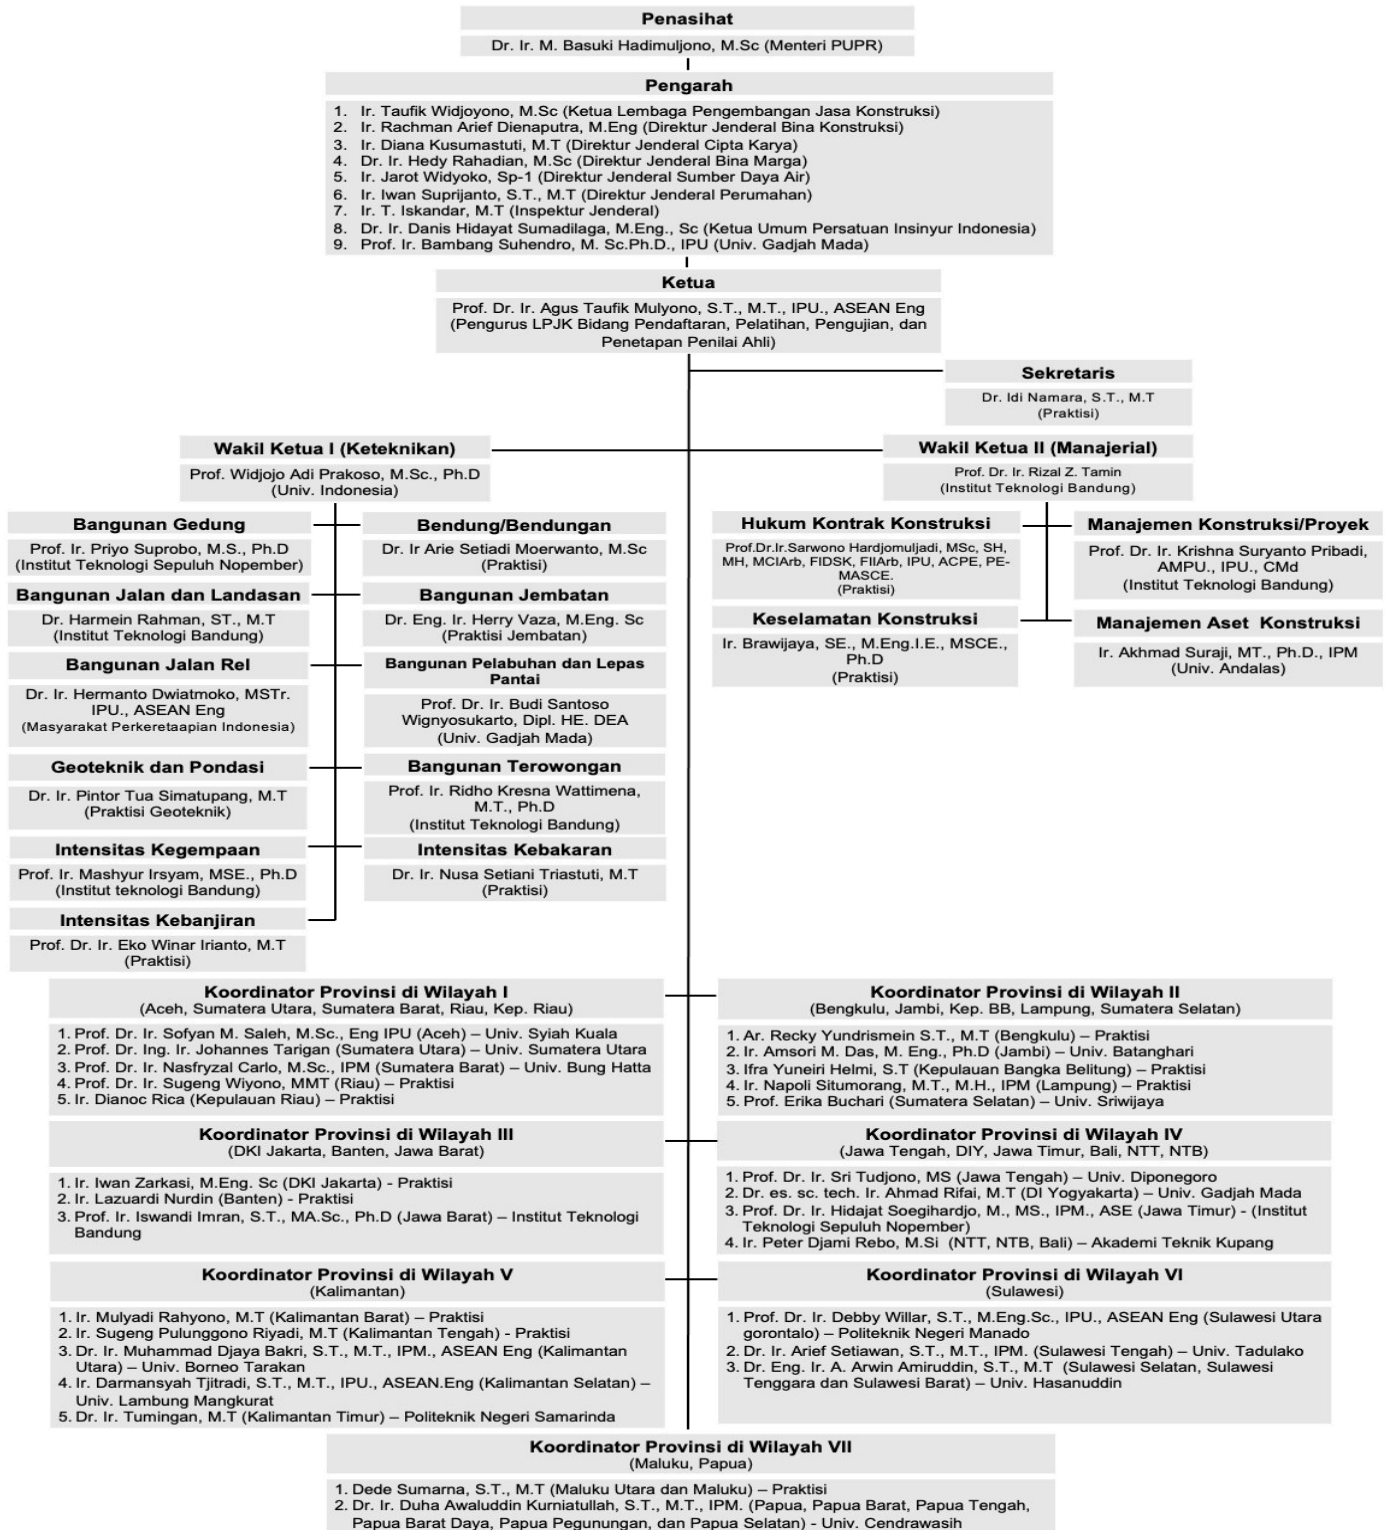 Penasihat
Dr. Ir. M. Basuki Hadimuljono, M.Sc (Menteri PUPR)
Pengarah
1. Ir. Taufik Widjoyono, M.Sc (Ketua Lembaga Pengembangan Jasa Konstruksi)
2. Ir. Rachman Arief Dienaputra, M.Eng (Direktur Jenderal Bina Konstruksi)
3. Ir. Diana Kusumastuti, M.T (Direktur Jenderal Cipta Karya)
4. Dr. Ir. Hedy Rahadian, M.Sc (Direktur Jenderal Bina Marga)
5. Ir. Jarot Widyoko, Sp-1 (Direktur Jenderal Sumber Daya Air)
6. Ir. Iwan Suprijanto, S.T., M.T (Direktur Jenderal Perumahan)
7. Ir. T. Iskandar, M.T (Inspektur Jenderal)
8. Dr. Ir. Danis Hidayat Sumadilaga, M.Eng., Sc (Ketua Umum Persatuan Insinyur Indonesia)
9. Prof. Ir. Bambang Suhendro, M. Sc.Ph.D., IPU (Univ. Gadjah Mada)
Ketua
Prof. Dr. Ir. Agus Taufik Mulyono, S.T., M.T., IPU., ASEAN Eng
(Pengurus LPJK Bidang Pendaftaran, Pelatihan, Pengujian, dan
Penetapan Penilai Ahli)
Sekretaris
Dr. Idi Namara, S.T., M.T
(Praktisi)
Wakil Ketua I (Keteknikan)
Prof. Widjojo Adi Prakoso, M.Sc., Ph.D
(Univ. Indonesia)
Wakil Ketua II (Manajerial)
Prof. Dr. Ir. Rizal Z. Tamin
(Institut Teknologi Bandung)
Bangunan Gedung
Prof. Ir. Priyo Suprobo, M.S., Ph.D
(Institut Teknologi Sepuluh Nopember)
Bendung/Bendungan
Dr. Ir Arie Setiadi Moerwanto, M.Sc
(Praktisi)
Bangunan Jalan dan Landasan
Dr. Harmein Rahman, ST., M.T
(Institut Teknologi Bandung)
Bangunan Jembatan
Dr. Eng. Ir. Herry Vaza, M.Eng. Sc
(Praktisi Jembatan)
Bangunan Jalan Rel
Dr. Ir. Hermanto Dwiatmoko, MSTr.
IPU., ASEAN Eng
(Masyarakat Perkeretaapian Indonesia)
Bangunan Pelabuhan dan Lepas
Pantai
Prof. Dr. Ir. Budi Santoso
Wignyosukarto, Dipl. HE. DEA
(Univ. Gadjah Mada)
Geoteknik dan Pondasi
Dr. Ir. Pintor Tua Simatupang, M.T
(Praktisi Geoteknik)
Bangunan Terowongan
Prof. Ir. Ridho Kresna Wattimena,
M.T., Ph.D
(Institut Teknologi Bandung)
Intensitas Kegempaan
Prof. Ir. Mashyur Irsyam, MSE., Ph.D
(Institut teknologi Bandung)
Intensitas Kebakaran
Dr. Ir. Nusa Setiani Triastuti, M.T
(Praktisi)
Intensitas Kebanjiran
Prof. Dr. Ir. Eko Winar Irianto, M.T
(Praktisi)
Hukum Kontrak Konstruksi
Prof.Dr.Ir.Sarwono Hardjomuljadi, MSc, SH,
MH, MCIArb, FIDSK, FIIArb, IPU, ACPE, PE-
MASCE.
(Praktisi)
Manajemen Konstruksi/Proyek
Prof. Dr. Ir. Krishna Suryanto Pribadi,
AMPU., IPU., CMd
(Institut Teknologi Bandung)
Keselamatan Konstruksi
Ir. Brawijaya, SE., M.Eng.I.E., MSCE.,
Ph.D
(Praktisi)
Manajemen Aset Konstruksi
Ir. Akhmad Suraji, MT., Ph.D., IPM
(Univ. Andalas)
Koordinator Provinsi di Wilayah I
(Aceh, Sumatera Utara, Sumatera Barat, Riau, Kep. Riau)
1. Prof. Dr. Ir. Sofyan M. Saleh, M.Sc., Eng IPU (Aceh) – Univ. Syiah Kuala
2. Prof. Dr. Ing. Ir. Johannes Tarigan (Sumatera Utara) – Univ. Sumatera Utara
3. Prof. Dr. Ir. Nasfryzal Carlo, M.Sc., IPM (Sumatera Barat) – Univ. Bung Hatta
4. Prof. Dr. Ir. Sugeng Wiyono, MMT (Riau) – Praktisi
5. Ir. Dianoc Rica (Kepulauan Riau) – Praktisi
Koordinator Provinsi di Wilayah II
(Bengkulu, Jambi, Kep. BB, Lampung, Sumatera Selatan)
1. Ar. Recky Yundrismein S.T., M.T (Bengkulu) – Praktisi
2. Ir. Amsori M. Das, M. Eng., Ph.D (Jambi) – Univ. Batanghari
3. Ifra Yuneiri Helmi, S.T (Kepulauan Bangka Belitung) – Praktisi
4. Ir. Napoli Situmorang, M.T., M.H., IPM (Lampung) – Praktisi
5. Prof. Erika Buchari (Sumatera Selatan) – Univ. Sriwijaya
Koordinator Provinsi di Wilayah III
(DKI Jakarta, Banten, Jawa Barat)
1. Ir. Iwan Zarkasi, M.Eng. Sc (DKI Jakarta) - Praktisi
2. Ir. Lazuardi Nurdin (Banten) - Praktisi
3. Prof. Ir. Iswandi Imran, S.T., MA.Sc., Ph.D (Jawa Barat) – Institut Teknologi
Bandung
Koordinator Provinsi di Wilayah IV
(Jawa Tengah, DIY, Jawa Timur, Bali, NTT, NTB)
1. Prof. Dr. Ir. Sri Tudjono, MS (Jawa Tengah) – Univ. Diponegoro
2. Dr. es. sc. tech. Ir. Ahmad Rifai, M.T (DI Yogyakarta) – Univ. Gadjah Mada
3. Prof. Dr. Ir. Hidajat Soegihardjo, M., MS., IPM., ASE (Jawa Timur) - (Institut
Teknologi Sepuluh Nopember)
4. Ir. Peter Djami Rebo, M.Si (NTT, NTB, Bali) – Akademi Teknik Kupang
Koordinator Provinsi di Wilayah V
(Kalimantan)
1. Ir. Mulyadi Rahyono, M.T (Kalimantan Barat) – Praktisi
2. Ir. Sugeng Pulunggono Riyadi, M.T (Kalimantan Tengah) - Praktisi
3. Dr. Ir. Muhammad Djaya Bakri, S.T., M.T., IPM., ASEAN Eng (Kalimantan
Utara) – Univ. Borneo Tarakan
4. Ir. Darmansyah Tjitradi, S.T., M.T., IPU., ASEAN.Eng (Kalimantan Selatan) –
Univ. Lambung Mangkurat
5. Dr. Ir. Tumingan, M.T (Kalimantan Timur) – Politeknik Negeri Samarinda
Koordinator Provinsi di Wilayah VI
(Sulawesi)
1. Prof. Dr. Ir. Debby Willar, S.T., M.Eng.Sc., IPU., ASEAN Eng (Sulawesi Utara
gorontalo) – Politeknik Negeri Manado
2. Dr. Ir. Arief Setiawan, S.T., M.T., IPM. (Sulawesi Tengah) – Univ. Tadulako
3. Dr. Eng. Ir. A. Arwin Amiruddin, S.T., M.T (Sulawesi Selatan, Sulawesi
Tenggara dan Sulawesi Barat) – Univ. Hasanuddin
Koordinator Provinsi di Wilayah VII
(Maluku, Papua)
1. Dede Sumarna, S.T., M.T (Maluku Utara dan Maluku) – Praktisi
2. Dr. Ir. Duha Awaluddin Kurniatullah, S.T., M.T., IPM. (Papua, Papua Barat, Papua Tengah,
Papua Barat Daya, Papua Pegunungan, dan Papua Selatan) - Univ. Cendrawasih